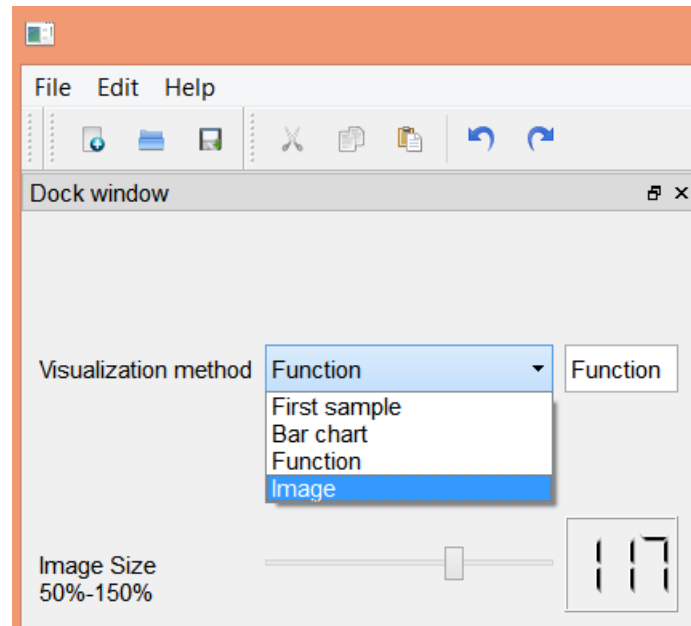 File Edit Help
Dock window
Visualization method Function Function
First sample
Bar chart
Function
Image
Image Size
50%-150%
117